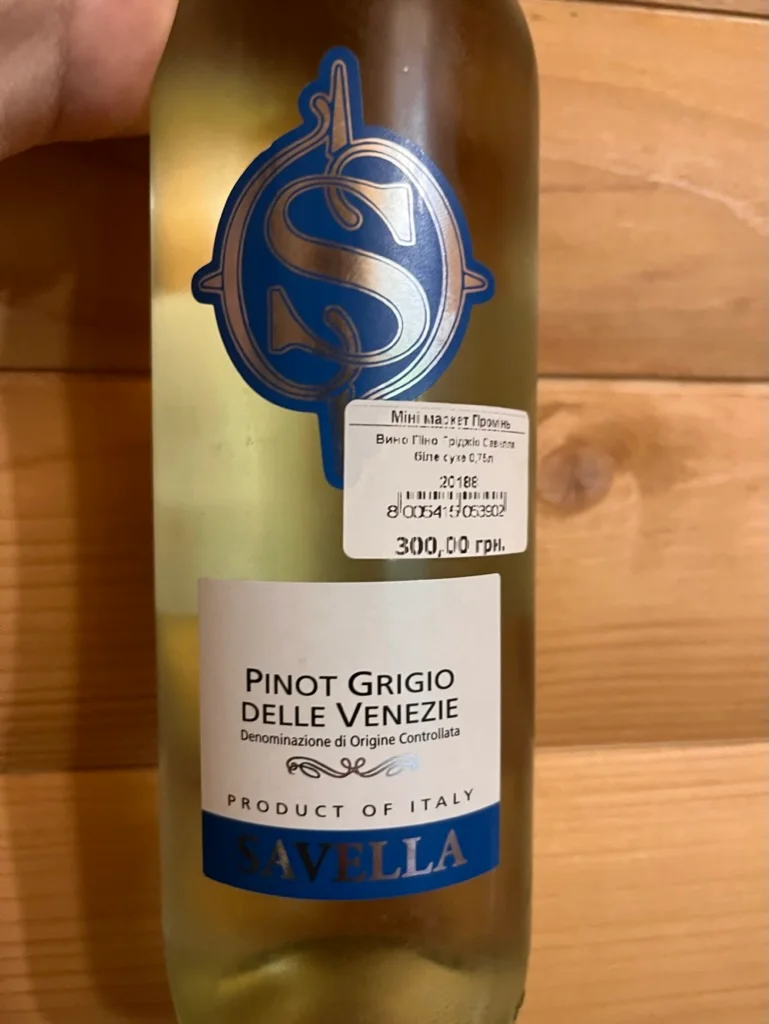 S
Міні маркет Промінь
Вино Піно Гріджіо Савелла
біле сухе 0,75л
20188
8 005415 053902
300,00 грн.
PINOT GRIGIO
DELLE VENEZIE
Denominazione di Origine Controllata
PRODUCT OF ITALY
SAVELLA